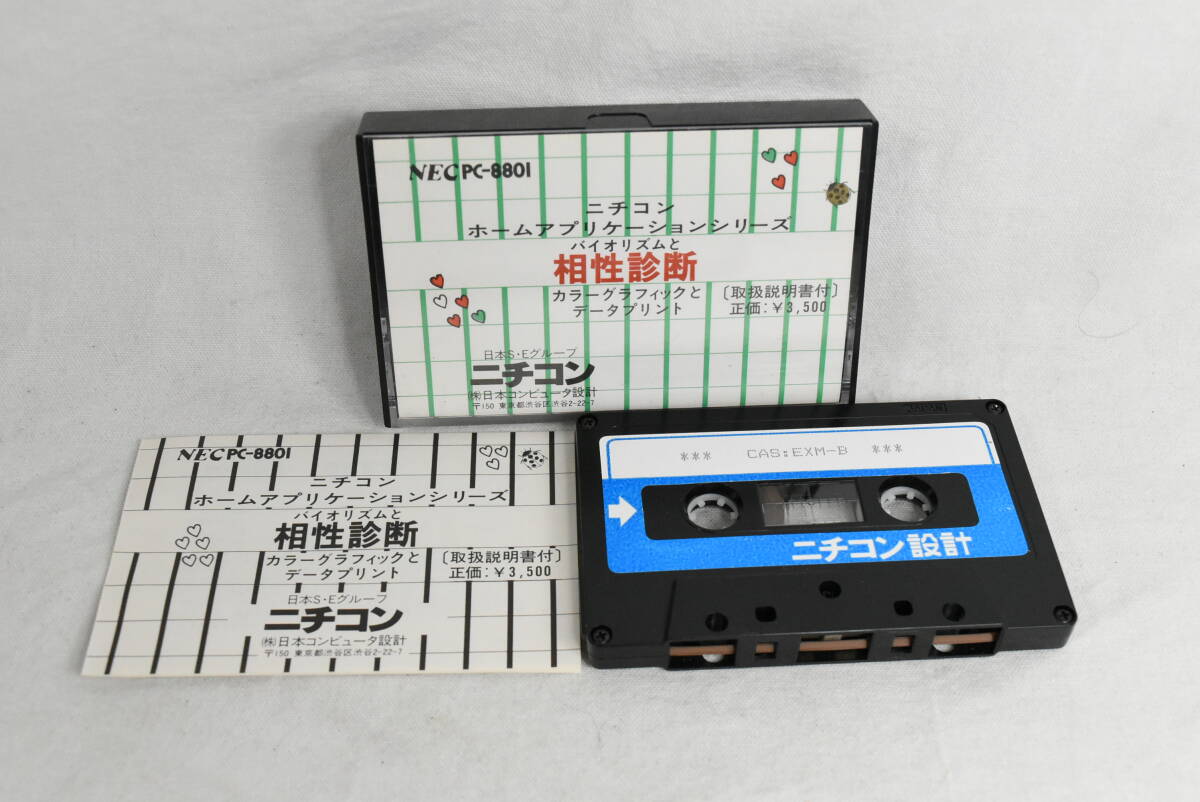 NEC PC-8801
ニチコン
ホームアプリケーションシリーズ
バイオリズムと
相性診断
カラーグラフィックと 〔取扱説明書付〕
データプリント 正価:¥3,500
日本S・Eグループ
ニチコン
㈱日本コンピュータ設計
〒150 東京都渋谷区渋谷2-22-7
NEC PC-8801
ニチコン
ホームアプリケーションシリーズ
バイオリズムと
相性診断
カラーグラフィックと 〔取扱説明書付〕
データプリント 正価:¥3,500
日本S・Eグループ
ニチコン
㈱日本コンピュータ設計
〒150 東京都渋谷区渋谷2-22-7
JAPAN
*** CAS:EXM-B ***
ニチコン設計